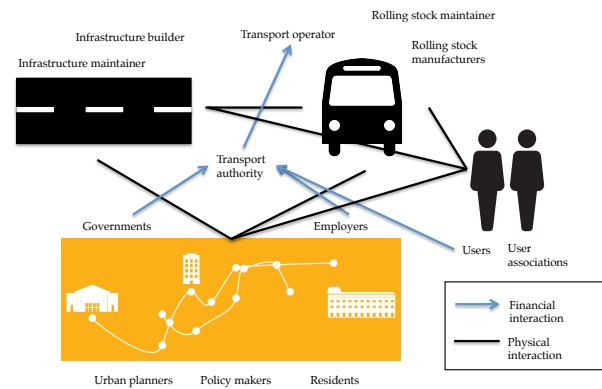 Rolling stock maintainer
Infrastructure builder
Transport operator
Rolling stock
manufacturers
Infrastructure maintainer
Transport
authority
Governments
Employers
Users
User
associations
Financial
interaction
Physical
interaction
Urban planners
Policy makers
Residents